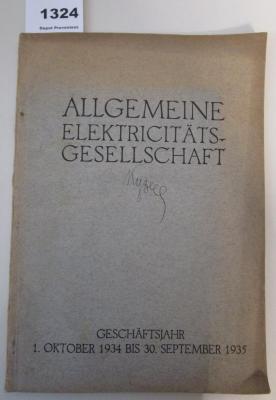 1324
Depot Provenienz
ALLGEMEINE
ELEKTRICITÄTS-
GESELLSCHAFT
GESCHÄFTSJAHR
1. OKTOBER 1934 BIS 30. SEPTEMBER 1935